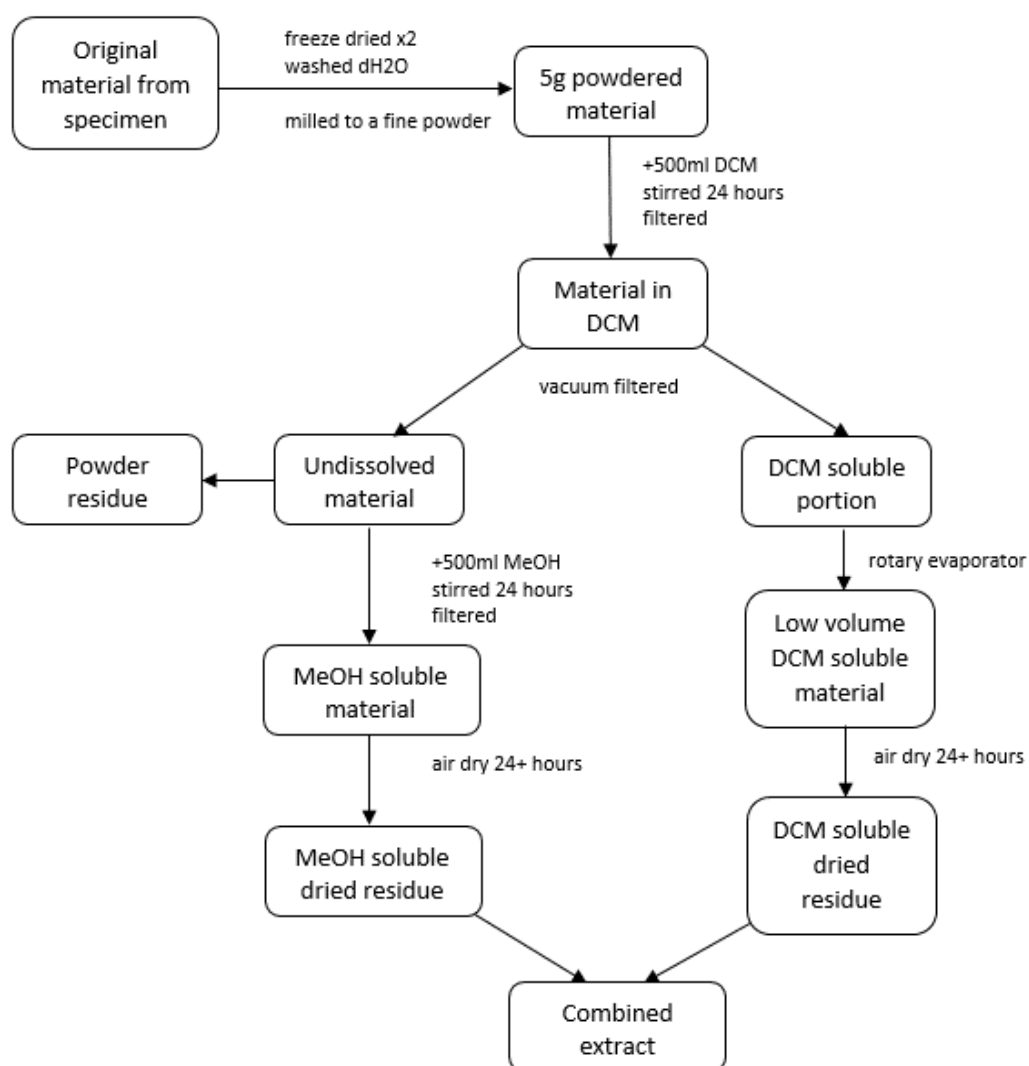 Original
material from
specimen
freeze dried x2
washed dH2O
milled to a fine powder
5g powdered
material
+500ml DCM
stirred 24 hours
filtered
Material in
DCM
vacuum filtered
Powder
residue
Undissolved
material
DCM soluble
portion
+500ml MeOH
stirred 24 hours
filtered
rotary evaporator
MeOH soluble
material
Low volume
DCM soluble
material
air dry 24+ hours
air dry 24+ hours
MeOH soluble
dried residue
DCM soluble
dried
residue
Combined
extract